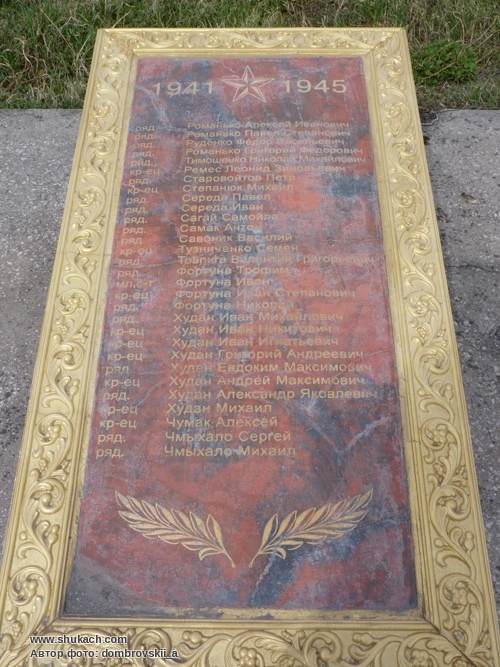 1941 1945
ряд. Романько Алексей Иванович
ряд. Романько Павел Степанович
ряд. Руденко Федор Васильевич
ряд. Романько Григорий Федорович
ряд. Тимошенко Николай Михайлович
кр-ец Ремес Леонид Зиновьевич
ряд. Старовойтов Петр
кр-ец Степанюк Михаил
ряд. Середа Павел
ряд. Середа Иван
ряд. Сагай Самойла
ряд. Самак Антон
ряд. Савоник Василий
кр-ец Тузниченко Семен
ряд. Валентин Григорьевич
ряд. Фортуна Трофим
мл.с-т Фортуна Иван
кр-ец Фортуна Иван Степанович
ряд. Фортуна Николай
ряд. Худан Иван Михайлович
кр-ец Худан Иван Никитович
кр-ец Худан Иван Игнатьевич
кр-ец Худан Григорий Андреевич
ряд. Худан Евдоким Максимович
кр-ец Худан Андрей Максимович
ряд. Худан Александр Яковлевич
кр-ец Худан Михаил
кр-ец Чумак Алексей
ряд. Чмыхало Сергей
ряд. Чмыхало Михаил
www.shukach.com
Автор фото: dombrovskii_a